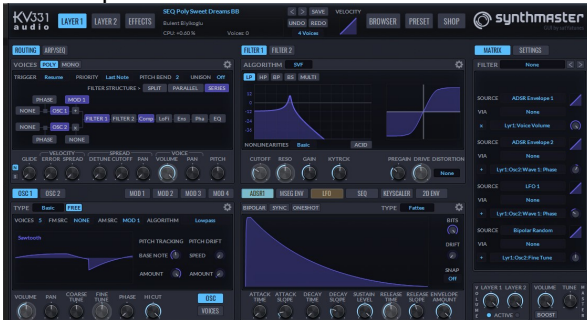 KV331 audio
LAYER 1 LAYER 2 EFFECTS
SEQ Poly Sweet Dreams BB
Bulent Biyikoglu
CPU: +0.60 % Voices: 0
< > SAVE
UNDO REDO
4 Voices
VELOCITY
BROWSER PRESET SHOP
synthmaster
ROUTING ARP/SEQ
VOICES POLY MONO
TRIGGER Resume PRIORITY Last Note PITCH BEND 2 UNISON Off
FILTER STRUCTURE > SPLIT PARALLEL SERIES
PHASE MOD 1
NONE OSC 1
FILTER 1 FILTER 2 Comp LoFi Ens Pha EQ
NONE OSC 2
PHASE NONE
VELOCITY SPREAD VOICE
GLIDE ERROR SPREAD DETUNE CUTOFF PAN VOLUME PAN PITCH
FILTER 1 FILTER 2
ALGORITHM SVF
LP HP BP BS MULTI
NONLINEARITIES Basic ACID
CUTOFF RESO GAIN KYTRCK PREGAIN DRIVE DISTORTION
None
OSC 1 OSC 2 MOD 1 MOD 2 MOD 3 MOD 4
TYPE Basic FREE
VOICES 5 FM SRC NONE AM SRC MOD 1 ALGORITHM Lowpass
Sawtooth
PITCH TRACKING PITCH DRIFT
BASE NOTE SPEED
AMOUNT AMOUNT
VOLUME PAN COARSE TUNE FINE TUNE PHASE HI CUT
OSC
VOICES
ADSR1 MSEG ENV LFO SEQ KEYSCALER 2D ENV
BIPOLAR SYNC ONESHOT TYPE Fattee
BITS
DRIFT
SNAP
Off
ATTACK TIME ATTACK SLOPE DECAY TIME DECAY SLOPE SUSTAIN LEVEL RELEASE TIME RELEASE SLOPE ENVELOPE AMOUNT
MATRIX SETTINGS
FILTER None < >
SOURCE ADSR Envelope 1
VIA None
Lyr1:Voice Volume
SOURCE ADSR Envelope 2
VIA None
+ Lyr1:Osc2:Wave 1: Phase
SOURCE LFO 1
VIA None
+ Lyr1:Osc2:Wave 1: Phase
SOURCE Bipolar Random
VIA None
+ Lyr1:Osc2:Fine Tune
LAYER 1 LAYER 2 VOLUME TUNE
ACTIVE
BOOST